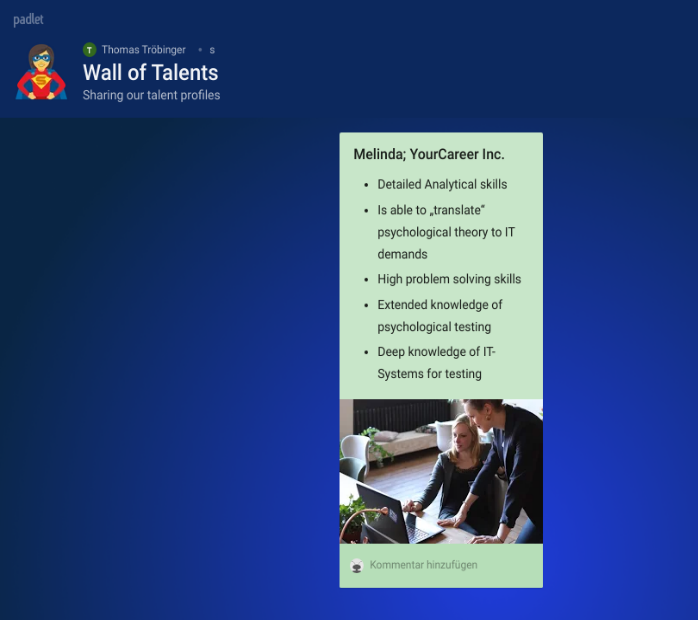 padlet
T Thomas Tröbinger • s
Wall of Talents
Sharing our talent profiles
Melinda; YourCareer Inc.
• Detailed Analytical skills
• Is able to „translate“
psychological theory to IT
demands
• High problem solving skills
• Extended knowledge of
psychological testing
• Deep knowledge of IT-
Systems for testing
Kommentar hinzufügen